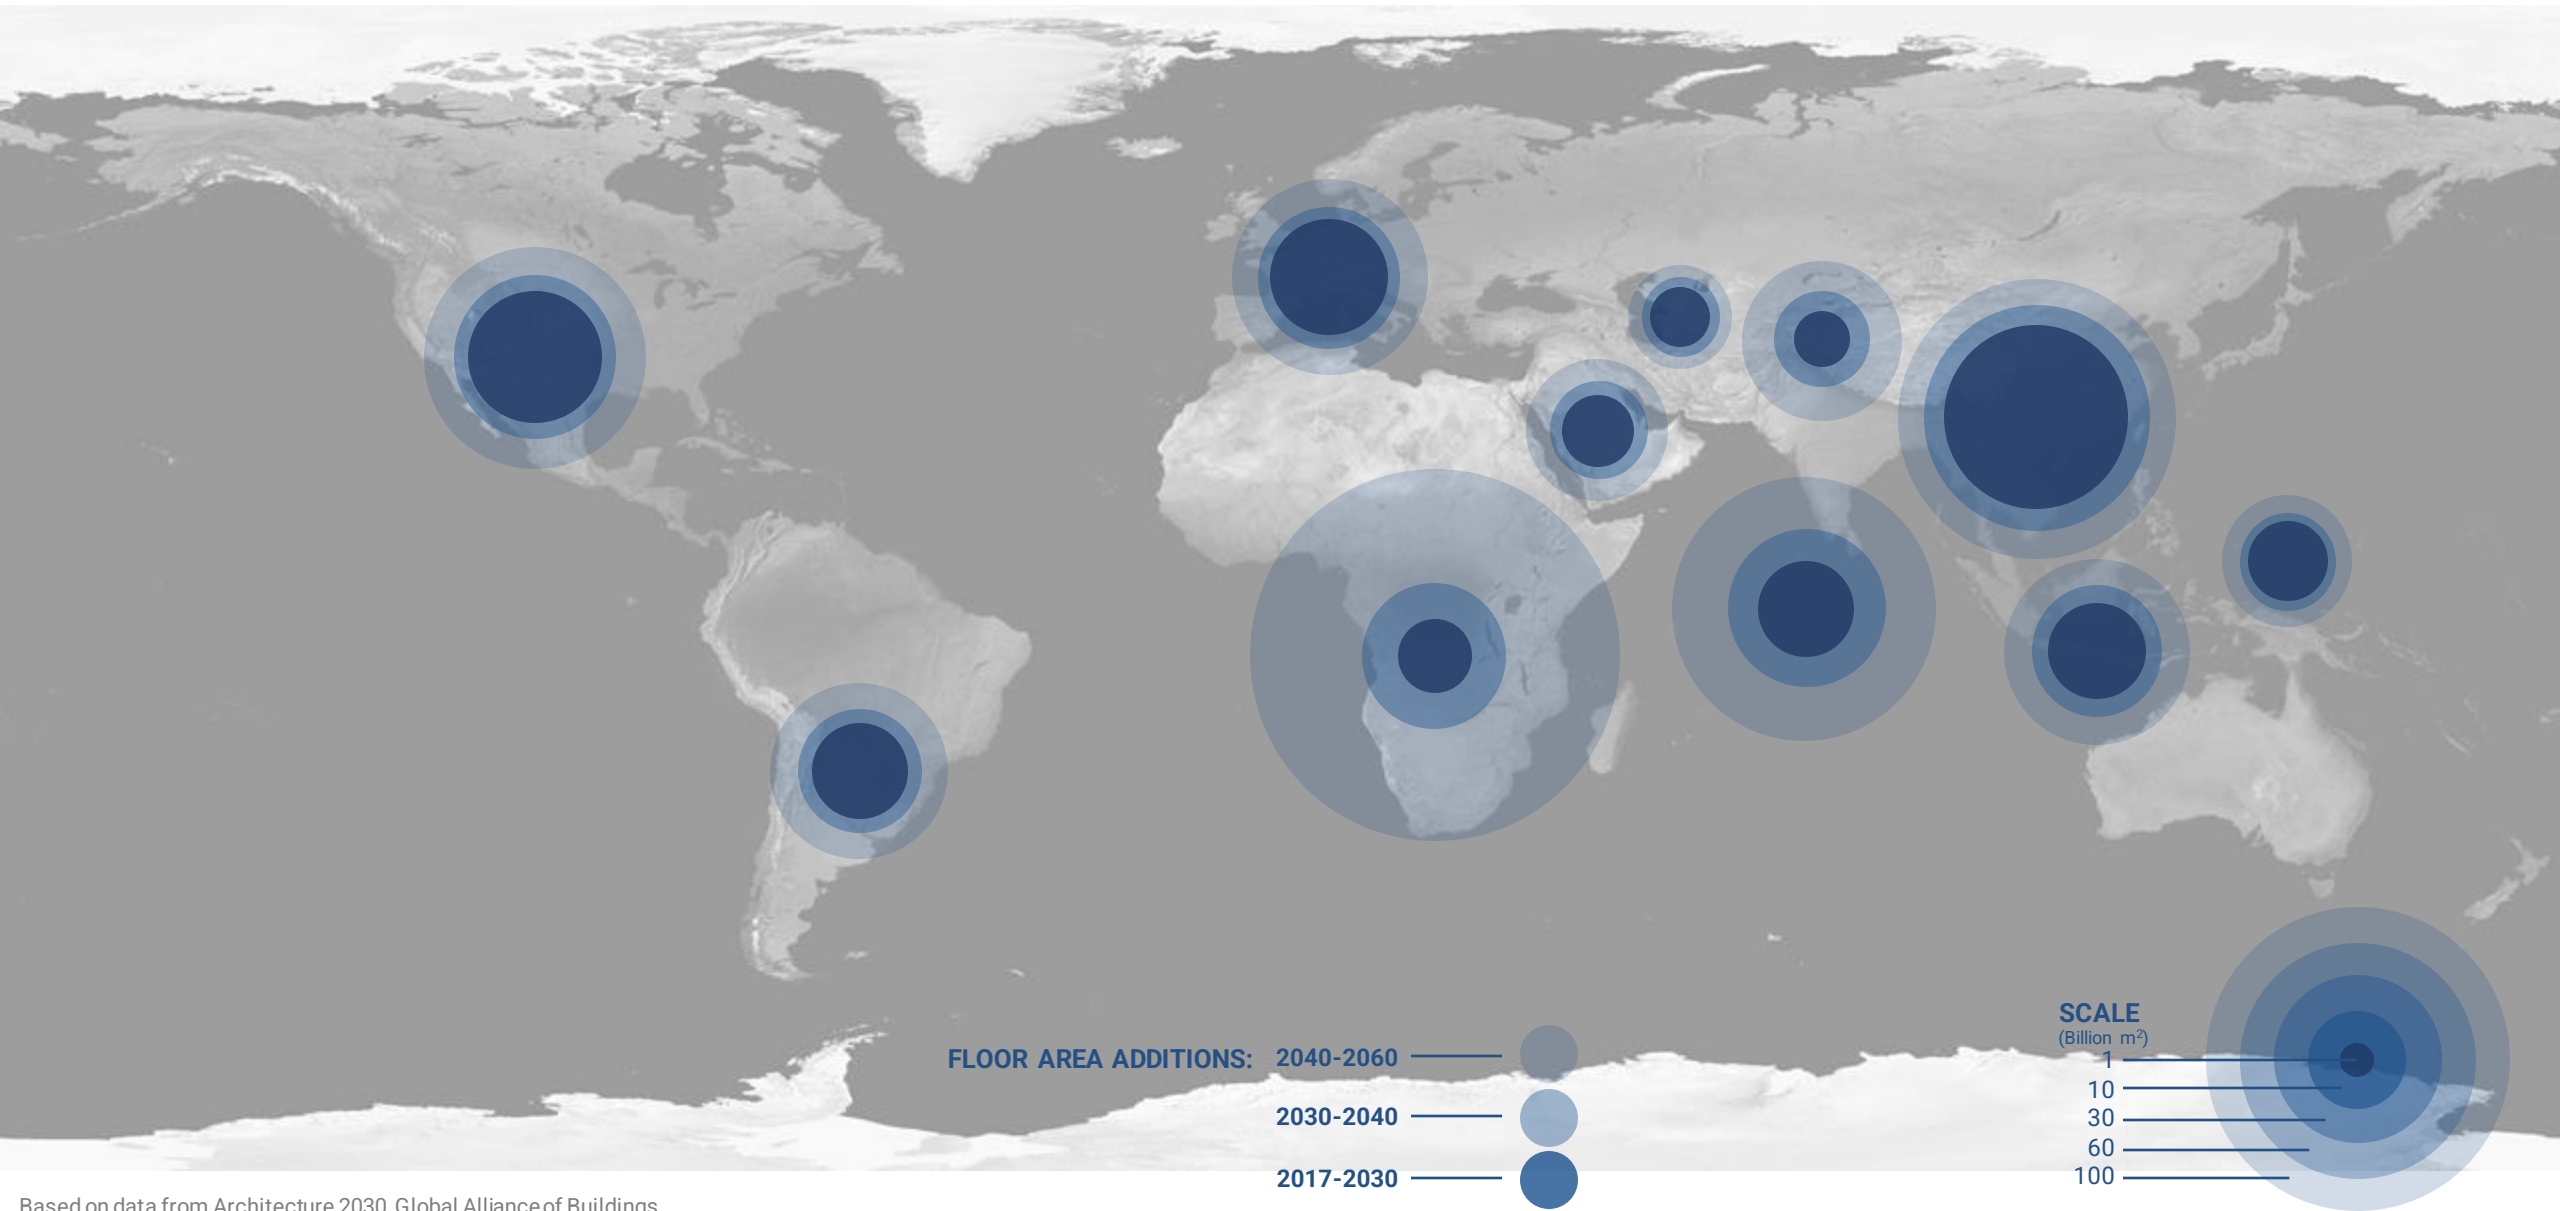 FLOOR AREA ADDITIONS: 2040-2060
2030-2040
2017-2030
SCALE
(Billion m²)
1
10
30
60
100
Based on data from Architecture 2030, Global Alliance of Buildings